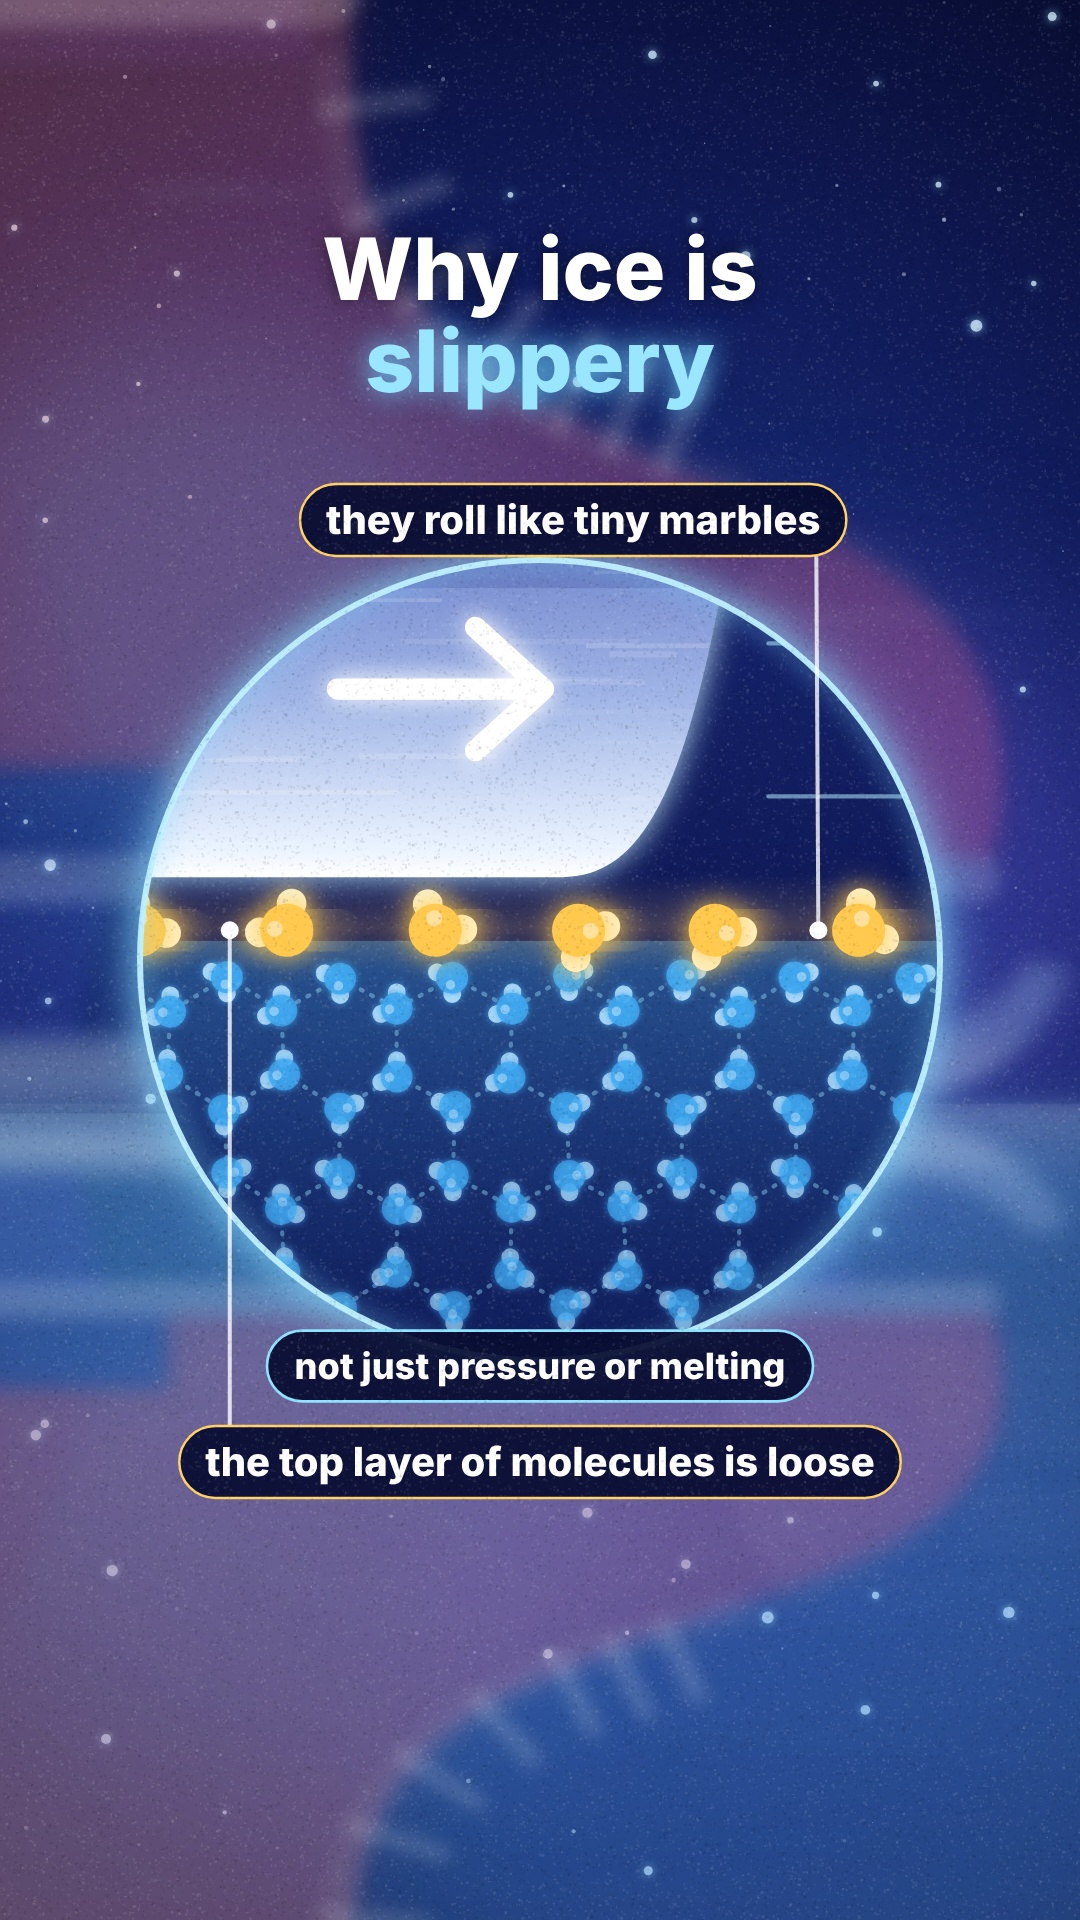 Why ice is
slippery
they roll like tiny marbles
not just pressure or melting
the top layer of molecules is loose